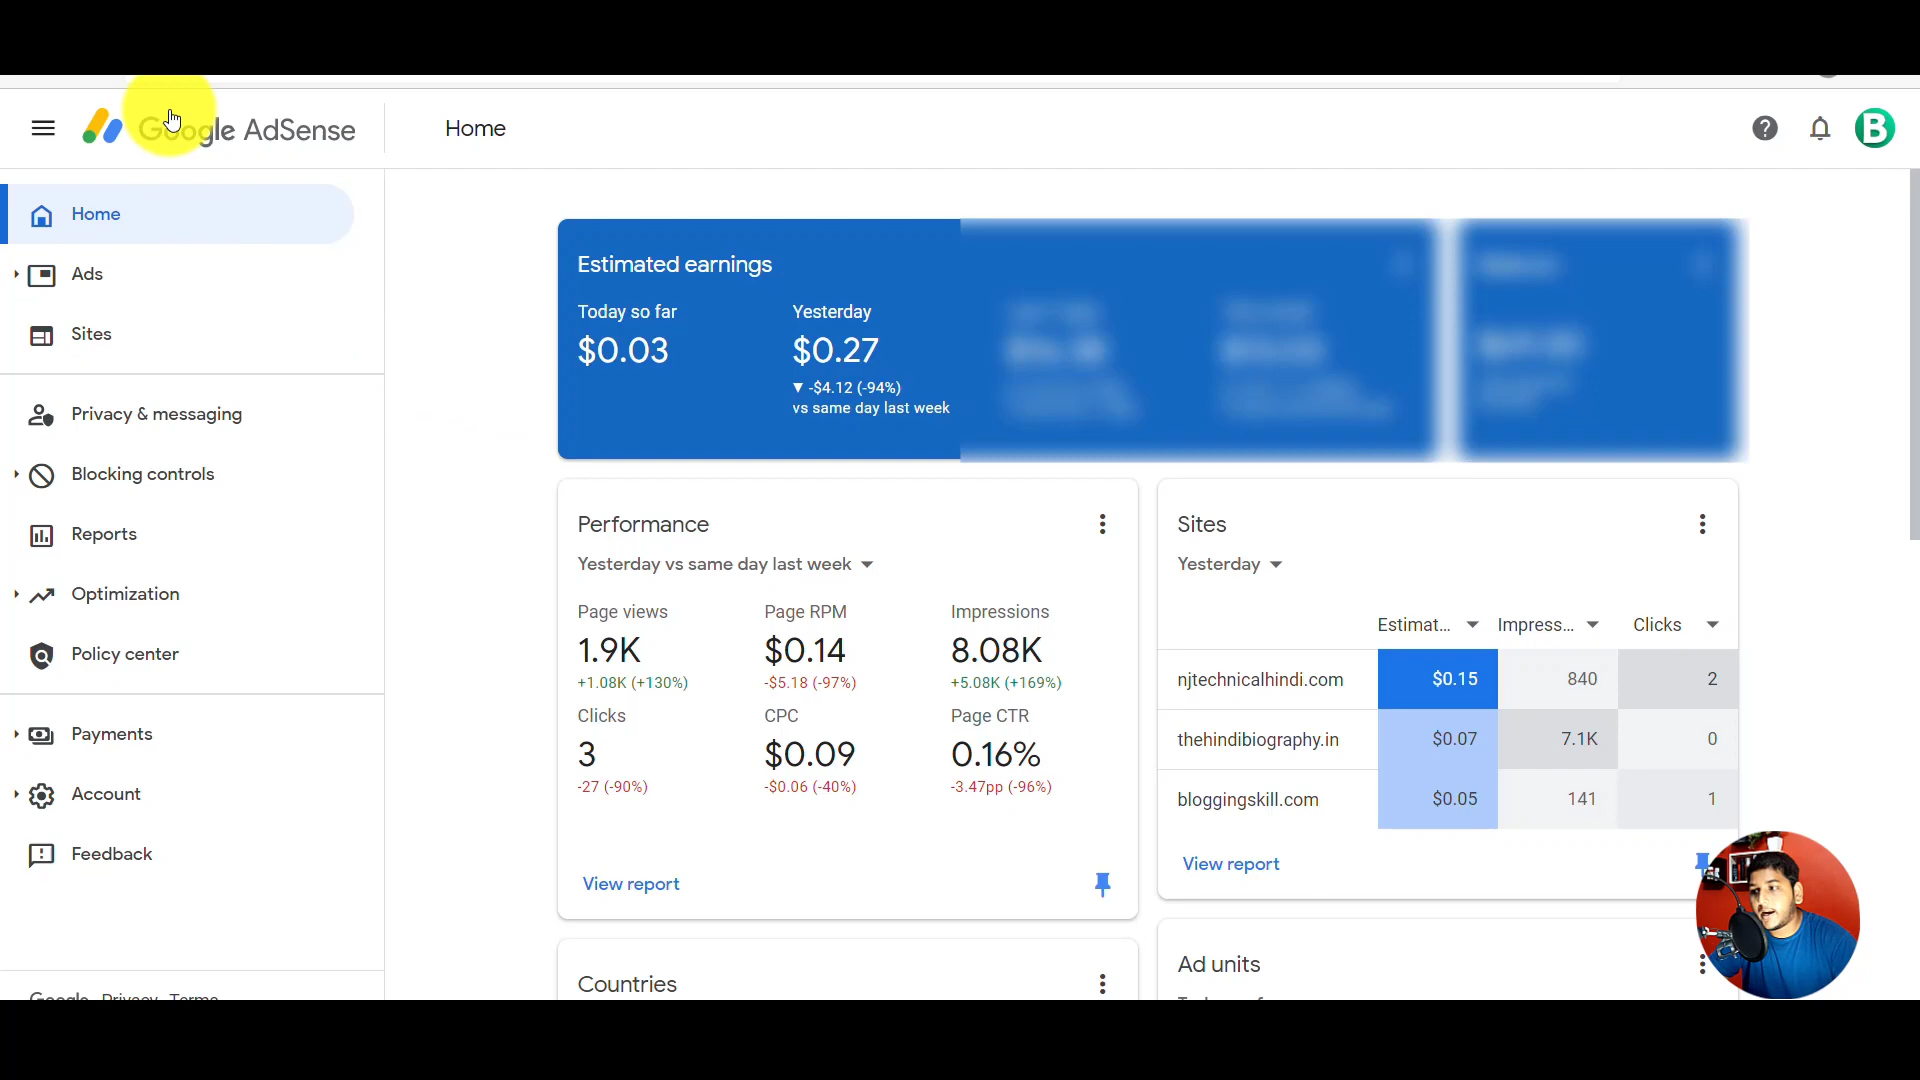 Google AdSense
Home
B
Home
Ads
Sites
Privacy & messaging
Blocking controls
Reports
Optimization
Policy center
Payments
Account
Feedback
Google Privacy Terms
Estimated earnings
Today so far
$0.03
Yesterday
$0.27
▼ -$4.12 (-94%)
vs same day last week
Performance
Yesterday vs same day last week
Page views Page RPM Impressions
1.9K $0.14 8.08K
+1.08K (+130%) -$5.18 (-97%) +5.08K (+169%)
Clicks CPC Page CTR
3 $0.09 0.16%
-27 (-90%) -$0.06 (-40%) -3.47pp (-96%)
View report
Sites
Yesterday
Estimat... Impress... Clicks
njtechnicalhindi.com $0.15 840 2
thehindibiography.in $0.07 7.1K 0
bloggingskill.com $0.05 141 1
View report
Countries
Ad units